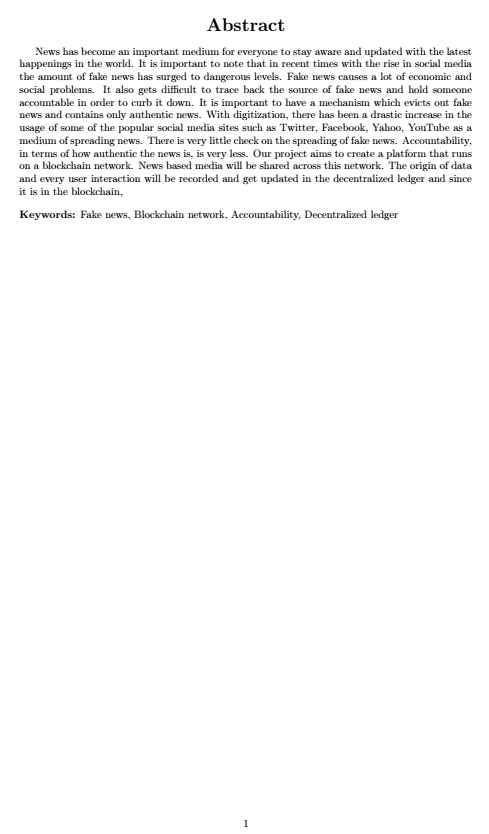 Abstract
News has become an important medium for everyone to stay aware and updated with the latest
happenings in the world. It is important to note that in recent times with the rise in social media
the amount of fake news has surged to dangerous levels. Fake news causes a lot of economic and
social problems. It also gets difficult to trace back the source of fake news and hold someone
accountable in order to curb it down. It is important to have a mechanism which evicts out fake
news and contains only authentic news. With digitization, there has been a drastic increase in the
usage of some of the popular social media sites such as Twitter, Facebook, Yahoo, YouTube as a
medium of spreading news. There is very little check on the spreading of fake news. Accountability,
in terms of how authentic the news is, is very less. Our project aims to create a platform that runs
on a blockchain network. News based media will be shared across this network. The origin of data
and every user interaction will be recorded and get updated in the decentralized ledger and since
it is in the blockchain,
Keywords: Fake news, Blockchain network, Accountability, Decentralized ledger
1